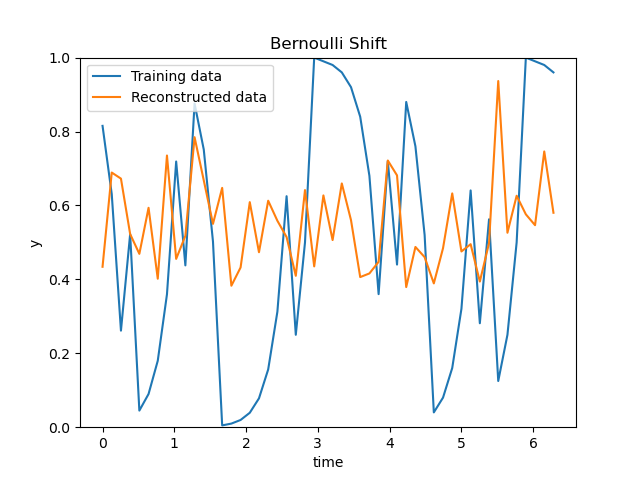 Bernoulli Shift
Training data
Reconstructed data
1.0
0.8
0.6
0.4
0.2
0.0
y
0 1 2 3 4 5 6
time